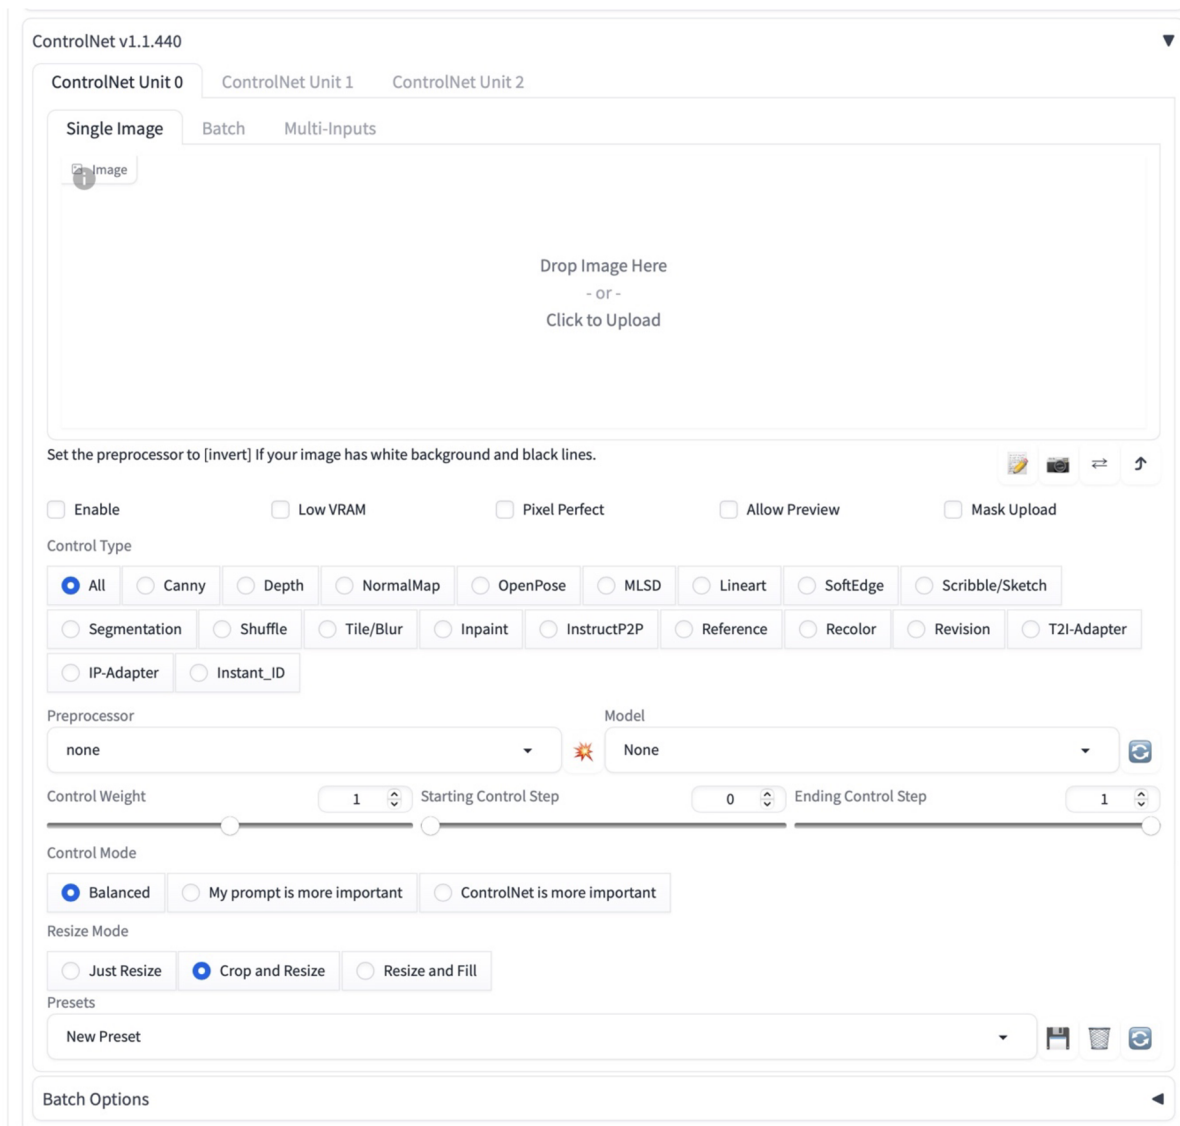 ControlNet v1.1.440
ControlNet Unit 0 ControlNet Unit 1 ControlNet Unit 2
Single Image Batch Multi-Inputs
Image
Drop Image Here
- or -
Click to Upload
Set the preprocessor to [invert] If your image has white background and black lines.
Enable Low VRAM Pixel Perfect Allow Preview Mask Upload
Control Type
All Canny Depth NormalMap OpenPose MLSD Lineart SoftEdge Scribble/Sketch
Segmentation Shuffle Tile/Blur Inpaint InstructP2P Reference Recolor Revision T2I-Adapter
IP-Adapter Instant_ID
Preprocessor Model
none None
Control Weight 1 Starting Control Step 0 Ending Control Step 1
Control Mode
Balanced My prompt is more important ControlNet is more important
Resize Mode
Just Resize Crop and Resize Resize and Fill
Presets
New Preset
Batch Options